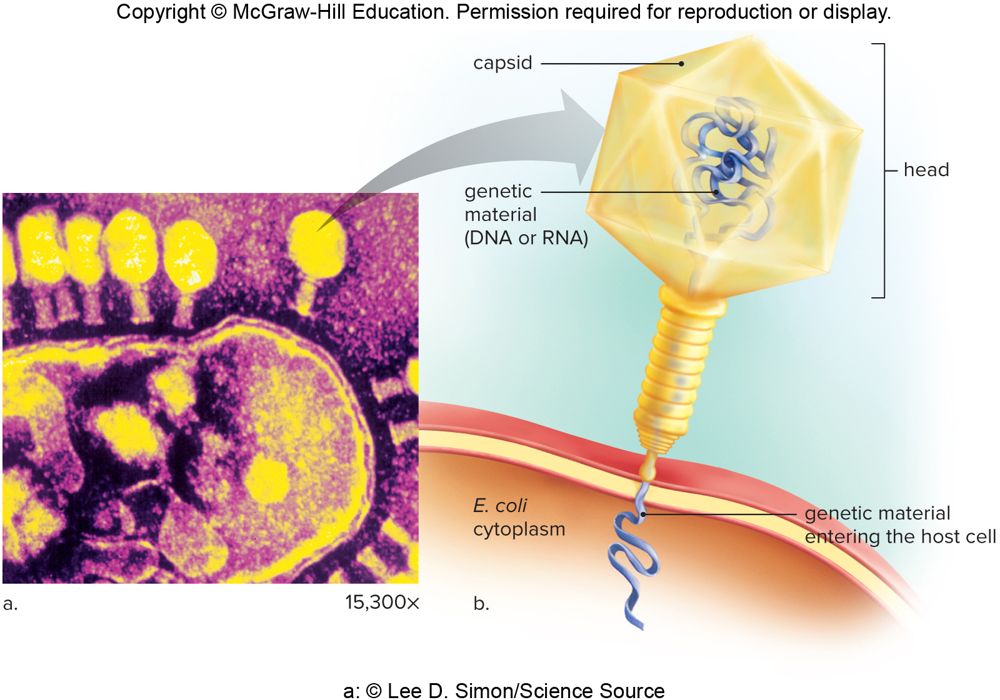 Copyright © McGraw-Hill Education. Permission required for reproduction or display.
capsid
head
genetic
material
(DNA or RNA)
E. coli
cytoplasm
genetic material
entering the host cell
a.
15,300×
b.
a: © Lee D. Simon/Science Source